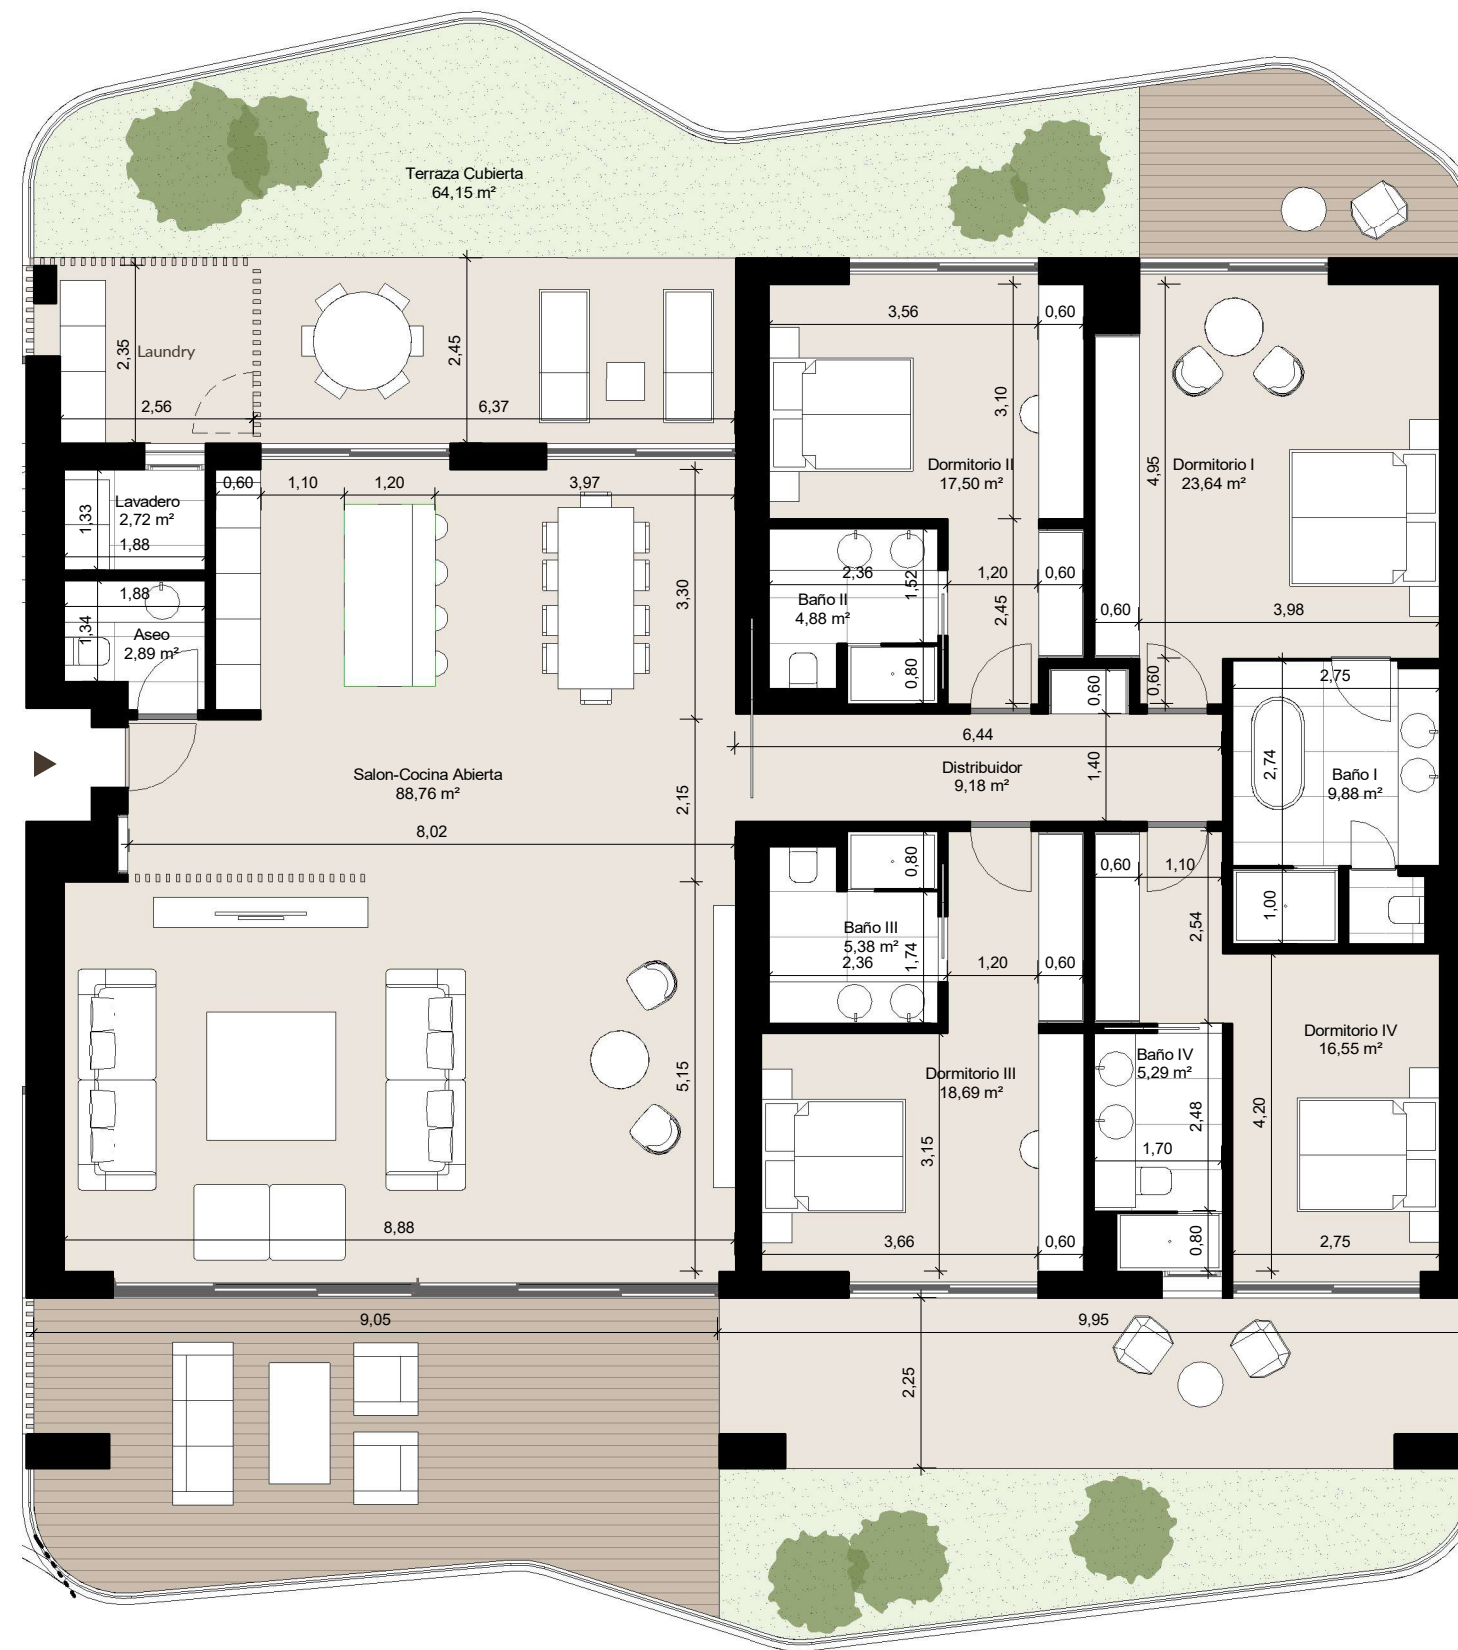 Terraza Cubierta
64,15 m²
2,35
Laundry
2,45
2,56
6,37
3,56
0,60
3,10
Dormitorio II
17,50 m²
4,95
Dormitorio I
23,64 m²
0,60
1,10
1,20
3,97
Lavadero
2,72 m²
1,33
1,88
1,88
1,34
Aseo
2,89 m²
3,30
2,36
1,52
1,20
0,60
Baño II
4,88 m²
2,45
0,80
0,60
3,98
0,60
0,60
2,75
6,44
Distribuidor
9,18 m²
1,40
2,74
Baño I
9,88 m²
Salon-Cocina Abierta
88,76 m²
2,15
8,02
0,80
0,60
1,10
1,00
Baño III
5,38 m²
2,36
1,74
1,20
0,60
2,54
Dormitorio IV
16,55 m²
5,15
Dormitorio III
18,69 m²
Baño IV
5,29 m²
2,48
4,20
3,15
1,70
8,88
3,66
0,60
0,80
2,75
9,05
9,95
2,25